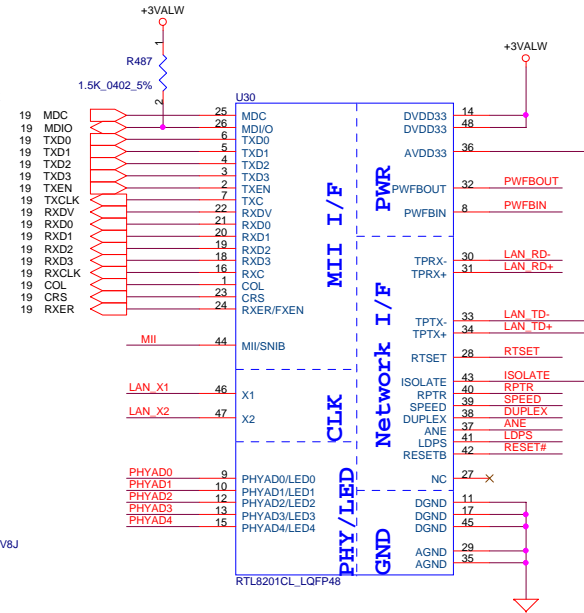 +3VALW
+3VALW
R487
1
1.5K_0402_5%
2
U30
19 MDC 25 MDC
19 MDIO 26 MDI/O
19 TXD0 6 TXD0
19 TXD1 5 TXD1
19 TXD2 4 TXD2
19 TXD3 3 TXD3
19 TXEN 2 TXEN
19 TXCLK 7 TXC
19 RXDV 22 RXDV
19 RXD0 21 RXD0
19 RXD1 20 RXD1
19 RXD2 19 RXD2
19 RXD3 18 RXD3
19 RXCLK 16 RXC
19 COL 1 COL
19 CRS 23 CRS
19 RXER 24 RXER/FXEN
MII 44 MII/SNIB
LAN_X1 46 X1
LAN_X2 47 X2
PHYAD0 9 PHYAD0/LED0
PHYAD1 10 PHYAD1/LED1
PHYAD2 12 PHYAD2/LED2
PHYAD3 13 PHYAD3/LED3
PHYAD4 15 PHYAD4/LED4
MII I/F
CLK
PHY/LED
PWR
Network I/F
GND
DVDD33 14
DVDD33 48
AVDD33 36
PWFBOUT 32 PWFBOUT
PWFBIN 8 PWFBIN
TPRX- 30 LAN_RD-
TPRX+ 31 LAN_RD+
TPTX- 33 LAN_TD-
TPTX+ 34 LAN_TD+
RTSET 28 RTSET
ISOLATE 43 ISOLATE
RPTR 40 RPTR
SPEED 39 SPEED
DUPLEX 38 DUPLEX
ANE 37 ANE
LDPS 41 LDPS
RESETB 42 RESET#
NC 27
DGND 11
DGND 17
DGND 45
AGND 29
AGND 35
RTL8201CL_LQFP48
V8J